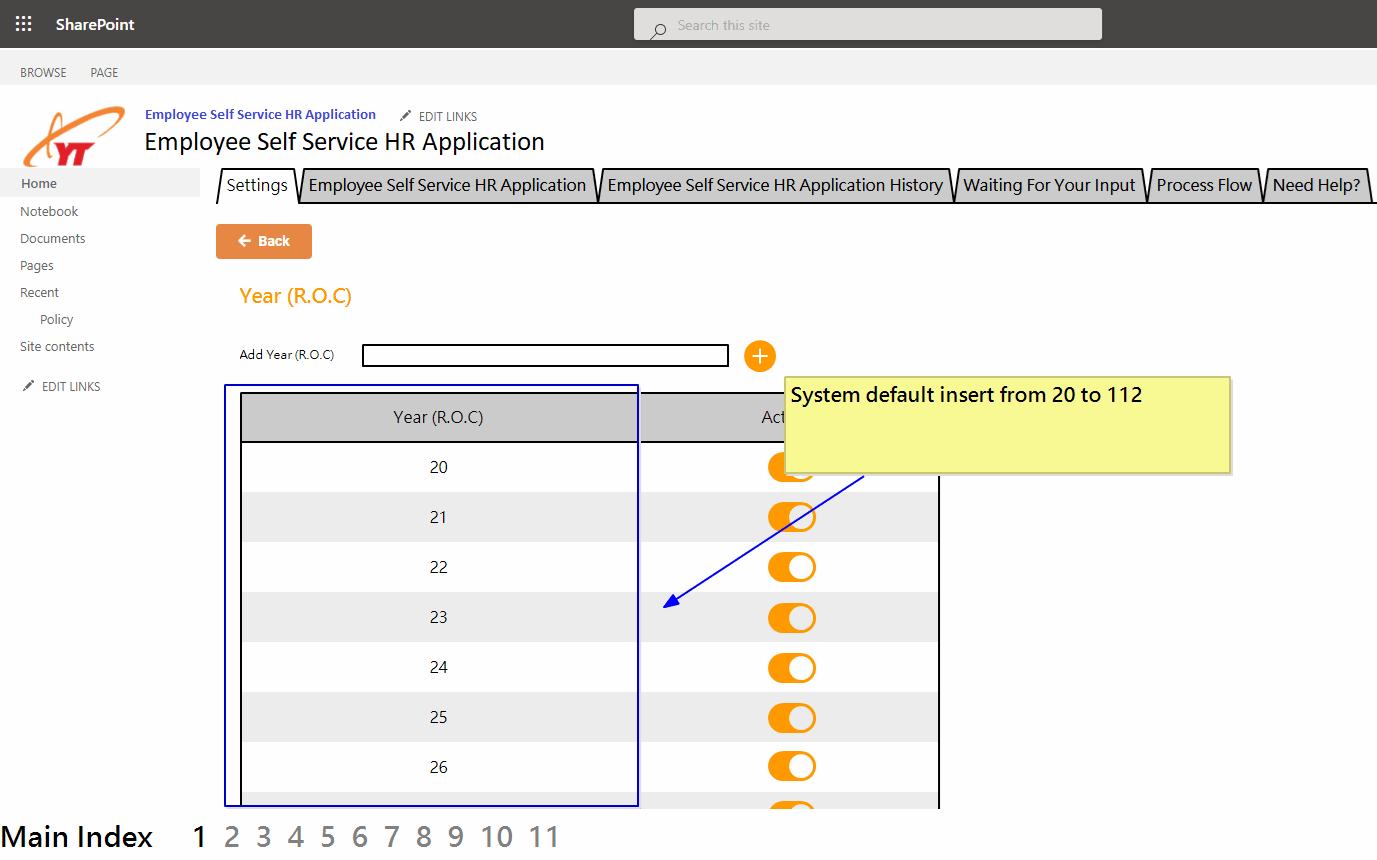 SharePoint
Search this site
BROWSE PAGE
Employee Self Service HR Application EDIT LINKS
Employee Self Service HR Application
YT
Home
Notebook
Documents
Pages
Recent
Policy
Site contents
EDIT LINKS
Settings Employee Self Service HR Application Employee Self Service HR Application History Waiting For Your Input Process Flow Need Help?
Back
Year (R.O.C)
Add Year (R.O.C)
System default insert from 20 to 112
Year (R.O.C)
20
21
22
23
24
25
26
Main Index 1 2 3 4 5 6 7 8 9 10 11